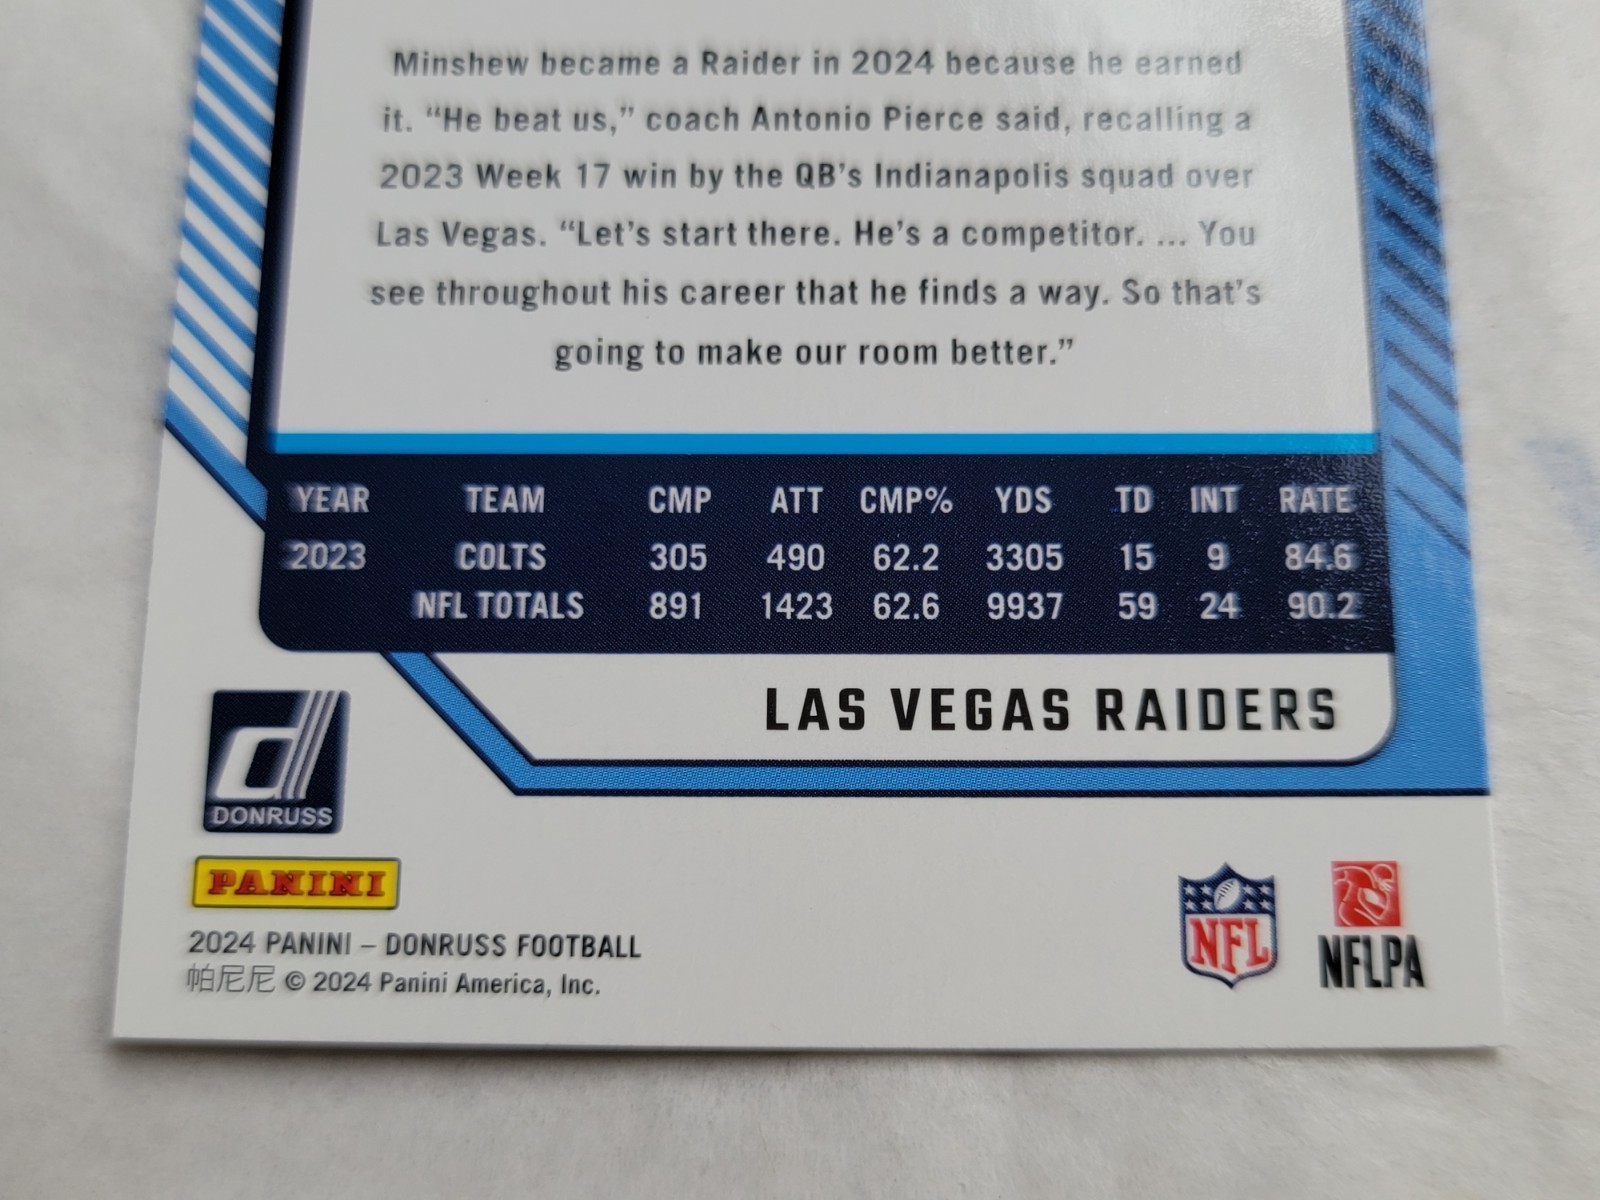 Minshew became a Raider in 2024 because he earned
it. “He beat us,” coach Antonio Pierce said, recalling a
2023 Week 17 win by the QB’s Indianapolis squad over
Las Vegas. “Let’s start there. He’s a competitor. ... You
see throughout his career that he finds a way. So that’s
going to make our room better.”
YEAR TEAM CMP ATT CMP% YDS TD INT RATE
2023 COLTS 305 490 62.2 3305 15 9 84.6
NFL TOTALS 891 1423 62.6 9937 59 24 90.2
LAS VEGAS RAIDERS
d
DONRUSS
PANINI
2024 PANINI – DONRUSS FOOTBALL
帕尼尼 © 2024 Panini America, Inc.
NFL
NFLPA